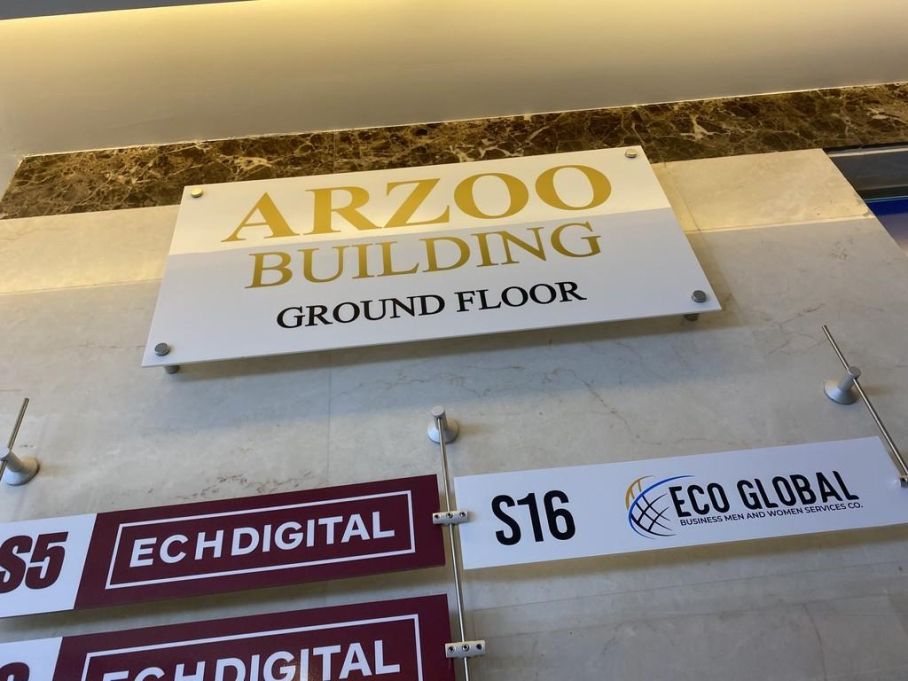 ARZOO
BUILDING
GROUND FLOOR
S5
ECHDIGITAL
S16
ECO GLOBAL
BUSINESS MEN AND WOMEN SERVICES CO.
ECHDIGITAL